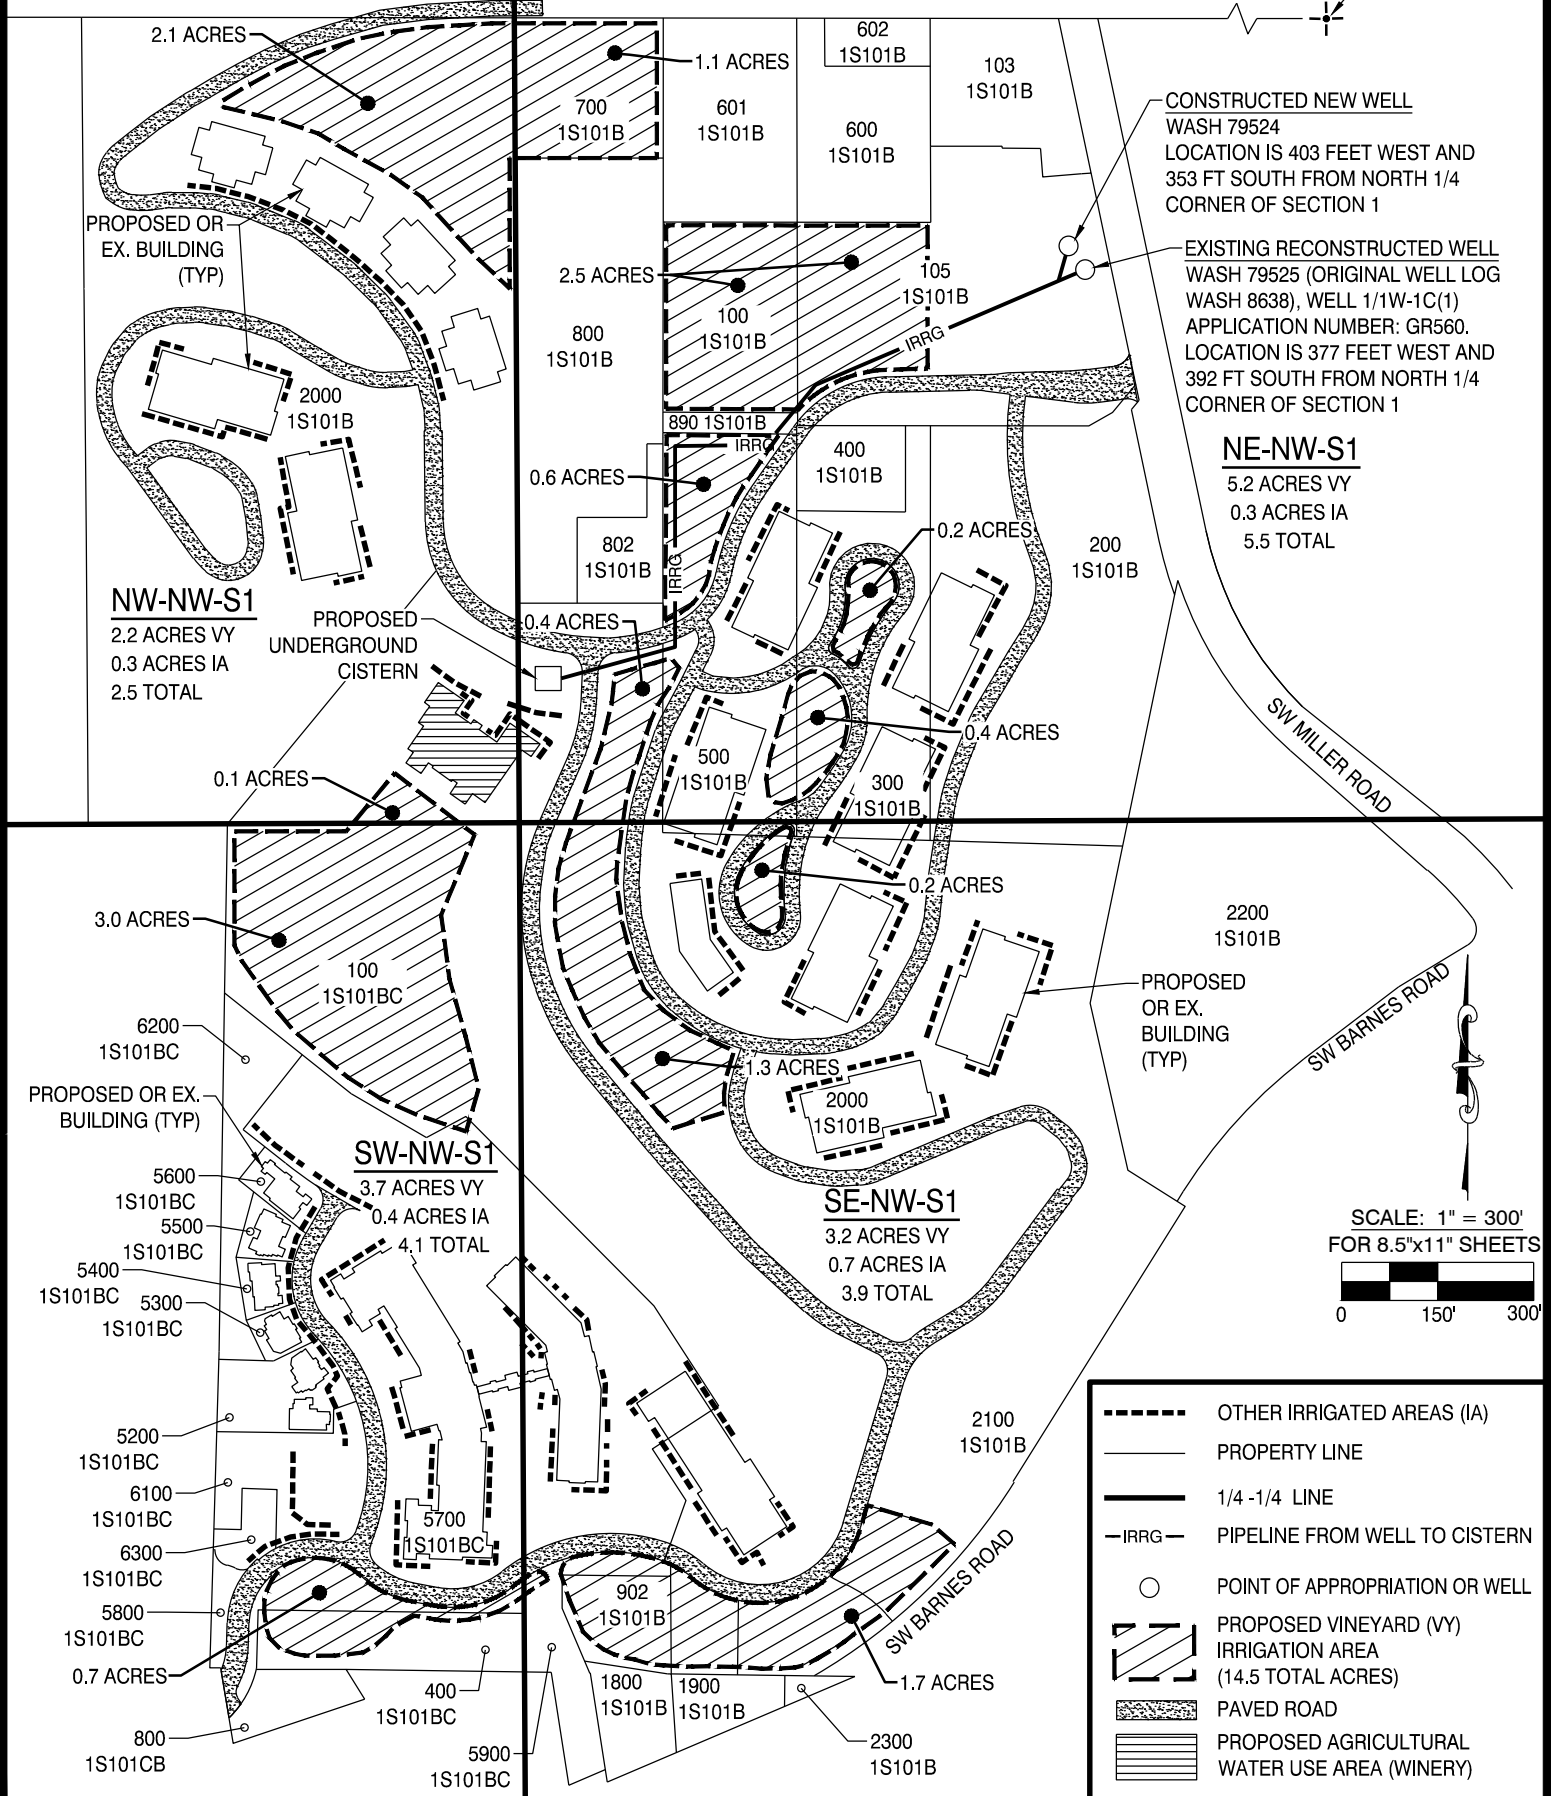 2.1 ACRES
1.1 ACRES
700
1S101B
601
1S101B
602
1S101B
600
1S101B
103
1S101B
CONSTRUCTED NEW WELL
WASH 79524
LOCATION IS 403 FEET WEST AND
353 FT SOUTH FROM NORTH 1/4
CORNER OF SECTION 1
PROPOSED OR
EX. BUILDING
(TYP)
2.5 ACRES
105
1S101B
100
1S101B
800
1S101B
IRRG
EXISTING RECONSTRUCTED WELL
WASH 79525 (ORIGINAL WELL LOG
WASH 8638), WELL 1/1W-1C(1)
APPLICATION NUMBER: GR560.
LOCATION IS 377 FEET WEST AND
392 FT SOUTH FROM NORTH 1/4
CORNER OF SECTION 1
2000
1S101B
890 1S101B
IRRG
400
1S101B
0.6 ACRES
NE-NW-S1
5.2 ACRES VY
0.3 ACRES IA
5.5 TOTAL
802
1S101B
IRRG
0.2 ACRES
200
1S101B
NW-NW-S1
2.2 ACRES VY
0.3 ACRES IA
2.5 TOTAL
PROPOSED
UNDERGROUND
CISTERN
0.4 ACRES
0.4 ACRES
SW MILLER ROAD
500
1S101B
300
1S101B
0.1 ACRES
0.2 ACRES
3.0 ACRES
100
1S101BC
2200
1S101B
PROPOSED
OR EX.
BUILDING
(TYP)
SW BARNES ROAD
6200
1S101BC
1.3 ACRES
2000
1S101B
PROPOSED OR EX.
BUILDING (TYP)
SW-NW-S1
3.7 ACRES VY
0.4 ACRES IA
4.1 TOTAL
SE-NW-S1
3.2 ACRES VY
0.7 ACRES IA
3.9 TOTAL
5600
1S101BC
5500
1S101BC
5400
1S101BC
5300
1S101BC
SCALE: 1" = 300'
FOR 8.5"x11" SHEETS
0 150' 300'
5200
1S101BC
6100
1S101BC
6300
1S101BC
5800
1S101BC
5700
1S101BC
2100
1S101B
902
1S101B
SW BARNES ROAD
0.7 ACRES
1.7 ACRES
400
1S101BC
1800
1S101B
1900
1S101B
800
1S101CB
5900
1S101BC
2300
1S101B
OTHER IRRIGATED AREAS (IA)
PROPERTY LINE
1/4 -1/4 LINE
IRRG
PIPELINE FROM WELL TO CISTERN
POINT OF APPROPRIATION OR WELL
PROPOSED VINEYARD (VY)
IRRIGATION AREA
(14.5 TOTAL ACRES)
PAVED ROAD
PROPOSED AGRICULTURAL
WATER USE AREA (WINERY)